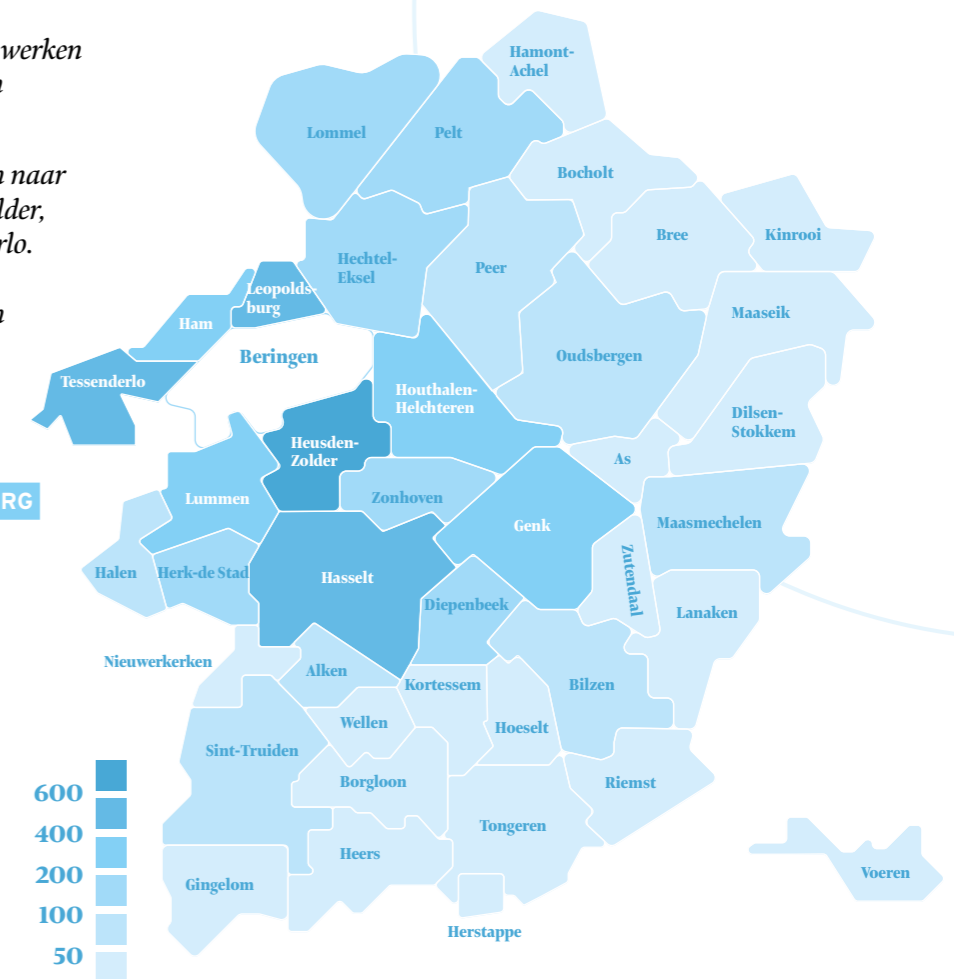 werken
n
n naar
lder,
rlo.
n
RG
Hamont-
Achel
Lommel
Pelt
Bocholt
Bree
Kinrooi
Hechtel-
Eksel
Peer
Leopolds-
burg
Ham
Maaseik
Beringen
Oudsbergen
Tessenderlo
Houthalen-
Helchteren
Dilsen-
Stokkem
Heusden-
Zolder
As
Lummen
Zonhoven
Genk
Maasmechelen
Halen
Herk-de Stad
Hasselt
Zutendaal
Diepenbeek
Lanaken
Nieuwerkerken
Alken
Kortessem
Bilzen
Wellen
Hoeselt
Sint-Truiden
Borgloon
Riemst
Tongeren
Heers
Gingelom
Voeren
Herstappe
600
400
200
100
50